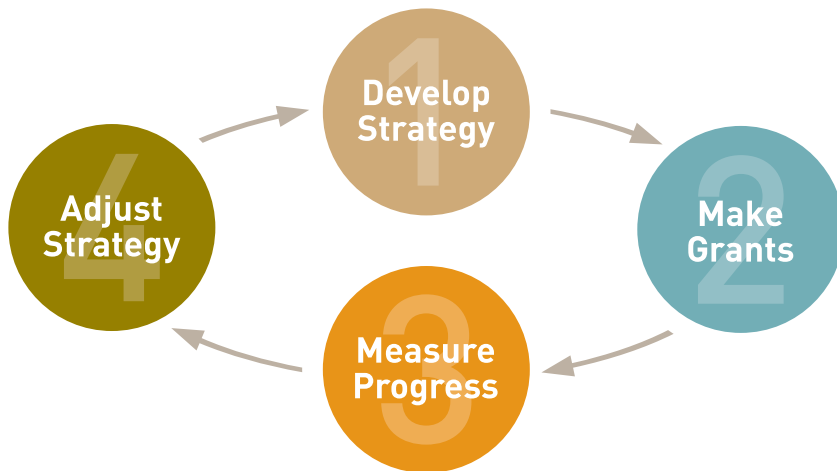 1
Develop
Strategy
2
Make
Grants
3
Measure
Progress
4
Adjust
Strategy